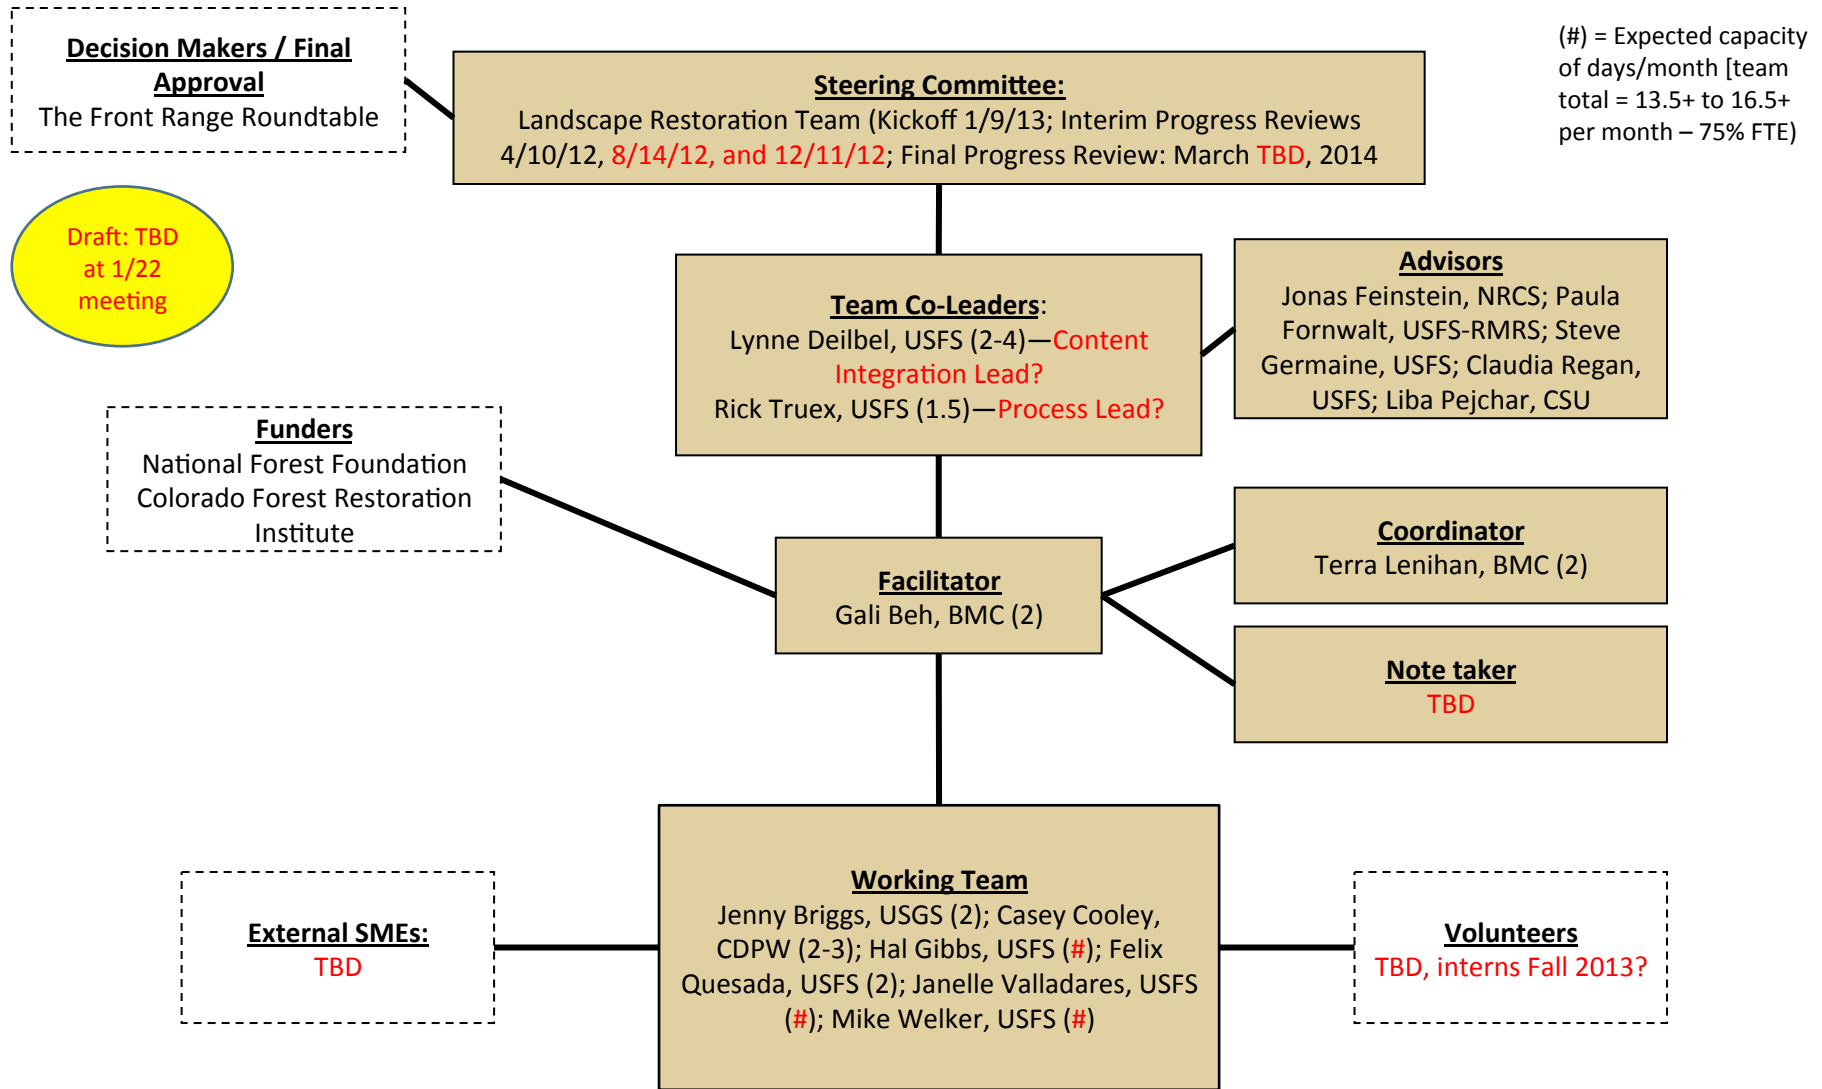 Decision Makers / Final
Approval
The Front Range Roundtable
Steering Committee:
Landscape Restoration Team (Kickoff 1/9/13; Interim Progress Reviews
4/10/12, 8/14/12, and 12/11/12; Final Progress Review: March TBD, 2014
(#) = Expected capacity
of days/month [team
total = 13.5+ to 16.5+
per month – 75% FTE)
Draft: TBD
at 1/22
meeting
Team Co-Leaders:
Lynne Deilbel, USFS (2-4)—Content
Integration Lead?
Rick Truex, USFS (1.5)—Process Lead?
Advisors
Jonas Feinstein, NRCS; Paula
Fornwalt, USFS-RMRS; Steve
Germaine, USFS; Claudia Regan,
USFS; Liba Pejchar, CSU
Funders
National Forest Foundation
Colorado Forest Restoration
Institute
Facilitator
Gali Beh, BMC (2)
Coordinator
Terra Lenihan, BMC (2)
Note taker
TBD
External SMEs:
TBD
Working Team
Jenny Briggs, USGS (2); Casey Cooley,
CDPW (2-3); Hal Gibbs, USFS (#); Felix
Quesada, USFS (2); Janelle Valladares, USFS
(#); Mike Welker, USFS (#)
Volunteers
TBD, interns Fall 2013?